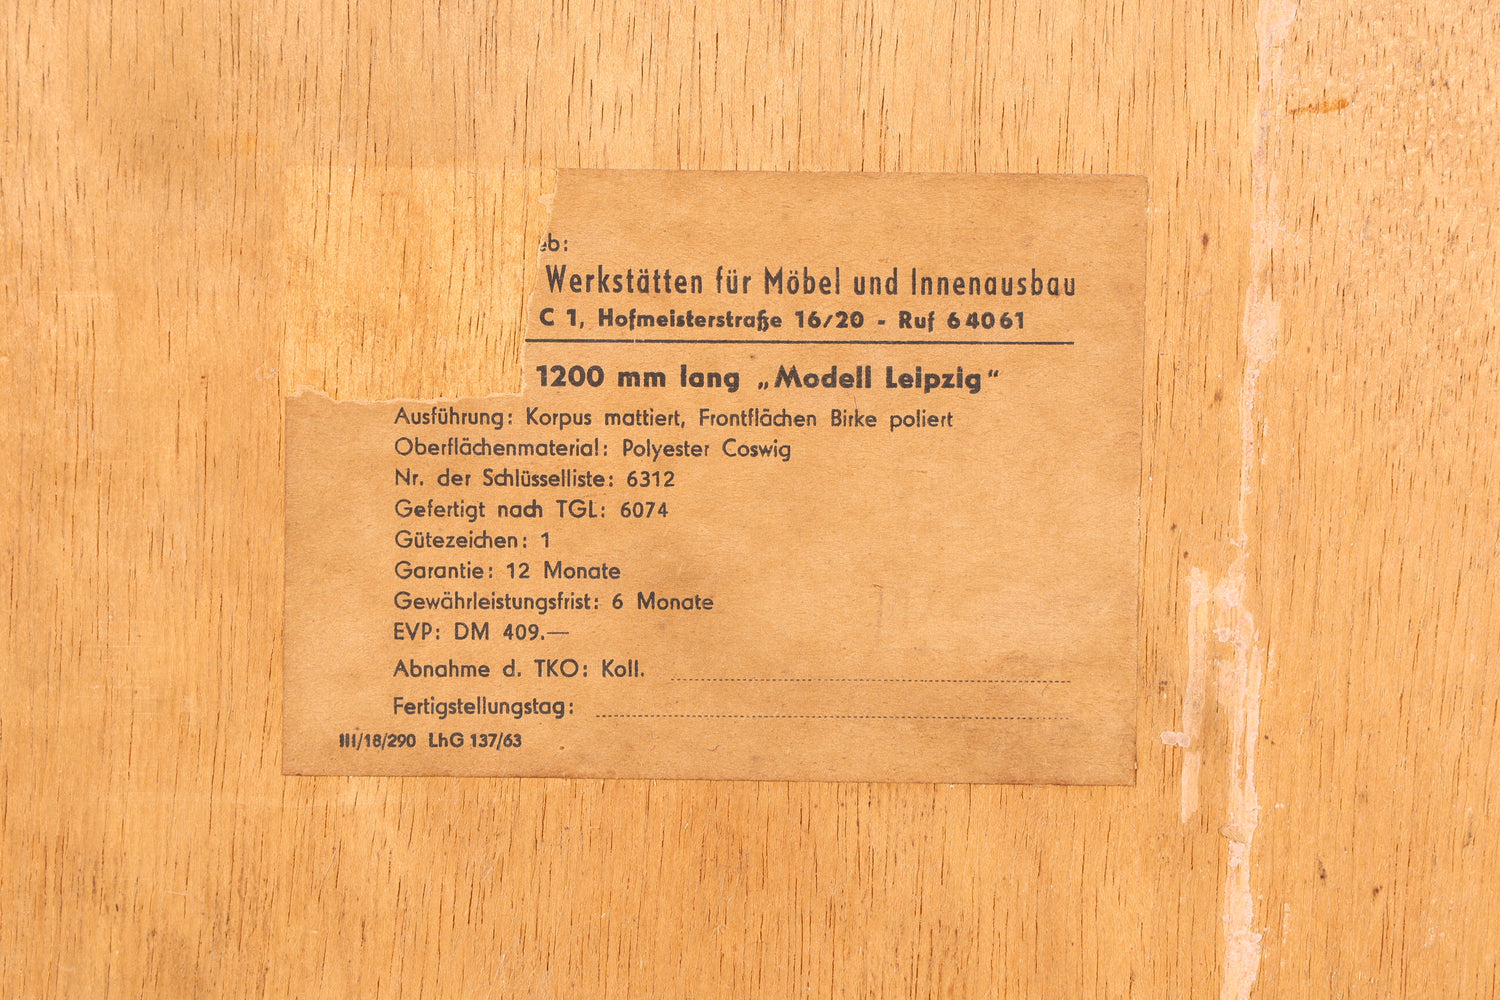 eb:
Werkstätten für Möbel und Innenausbau
C 1, Hofmeisterstraße 16/20 - Ruf 64061
1200 mm lang „Modell Leipzig“
Ausführung: Korpus mattiert, Frontflächen Birke poliert
Oberflächenmaterial: Polyester Coswig
Nr. der Schlüsselliste: 6312
Gefertigt nach TGL: 6074
Gütezeichen: 1
Garantie: 12 Monate
Gewährleistungsfrist: 6 Monate
EVP: DM 409.—
Abnahme d. TKO: Koll.
Fertigstellungstag:
III/18/290 LhG 137/63